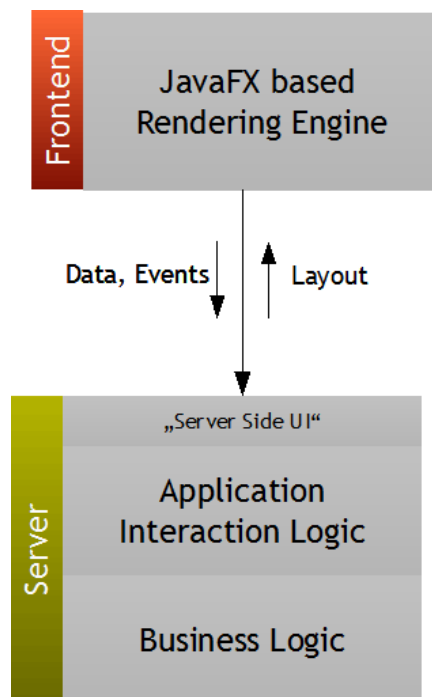 Frontend
JavaFX based
Rendering Engine
Data, Events
Layout
Server
„Server Side UI“
Application
Interaction Logic
Business Logic